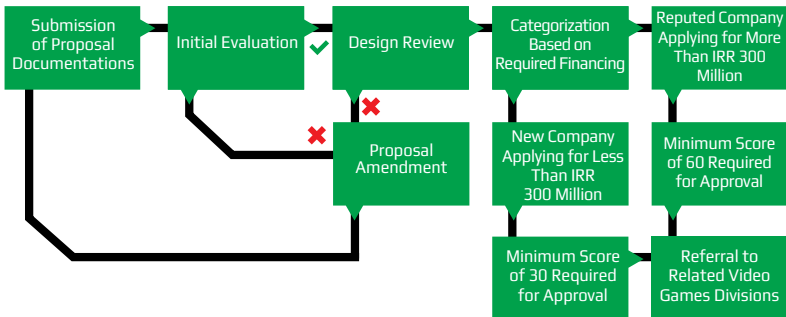 Submission
of Proposal
Documentations
Initial Evaluation
Design Review
Categorization
Based on
Required Financing
Reputed Company
Applying for More
Than IRR 300
Million
Proposal
Amendment
New Company
Applying for Less
Than IRR
300 Million
Minimum Score
of 60 Required
for Approval
Minimum Score
of 30 Required
for Approval
Referral to
Related Video
Games Divisions